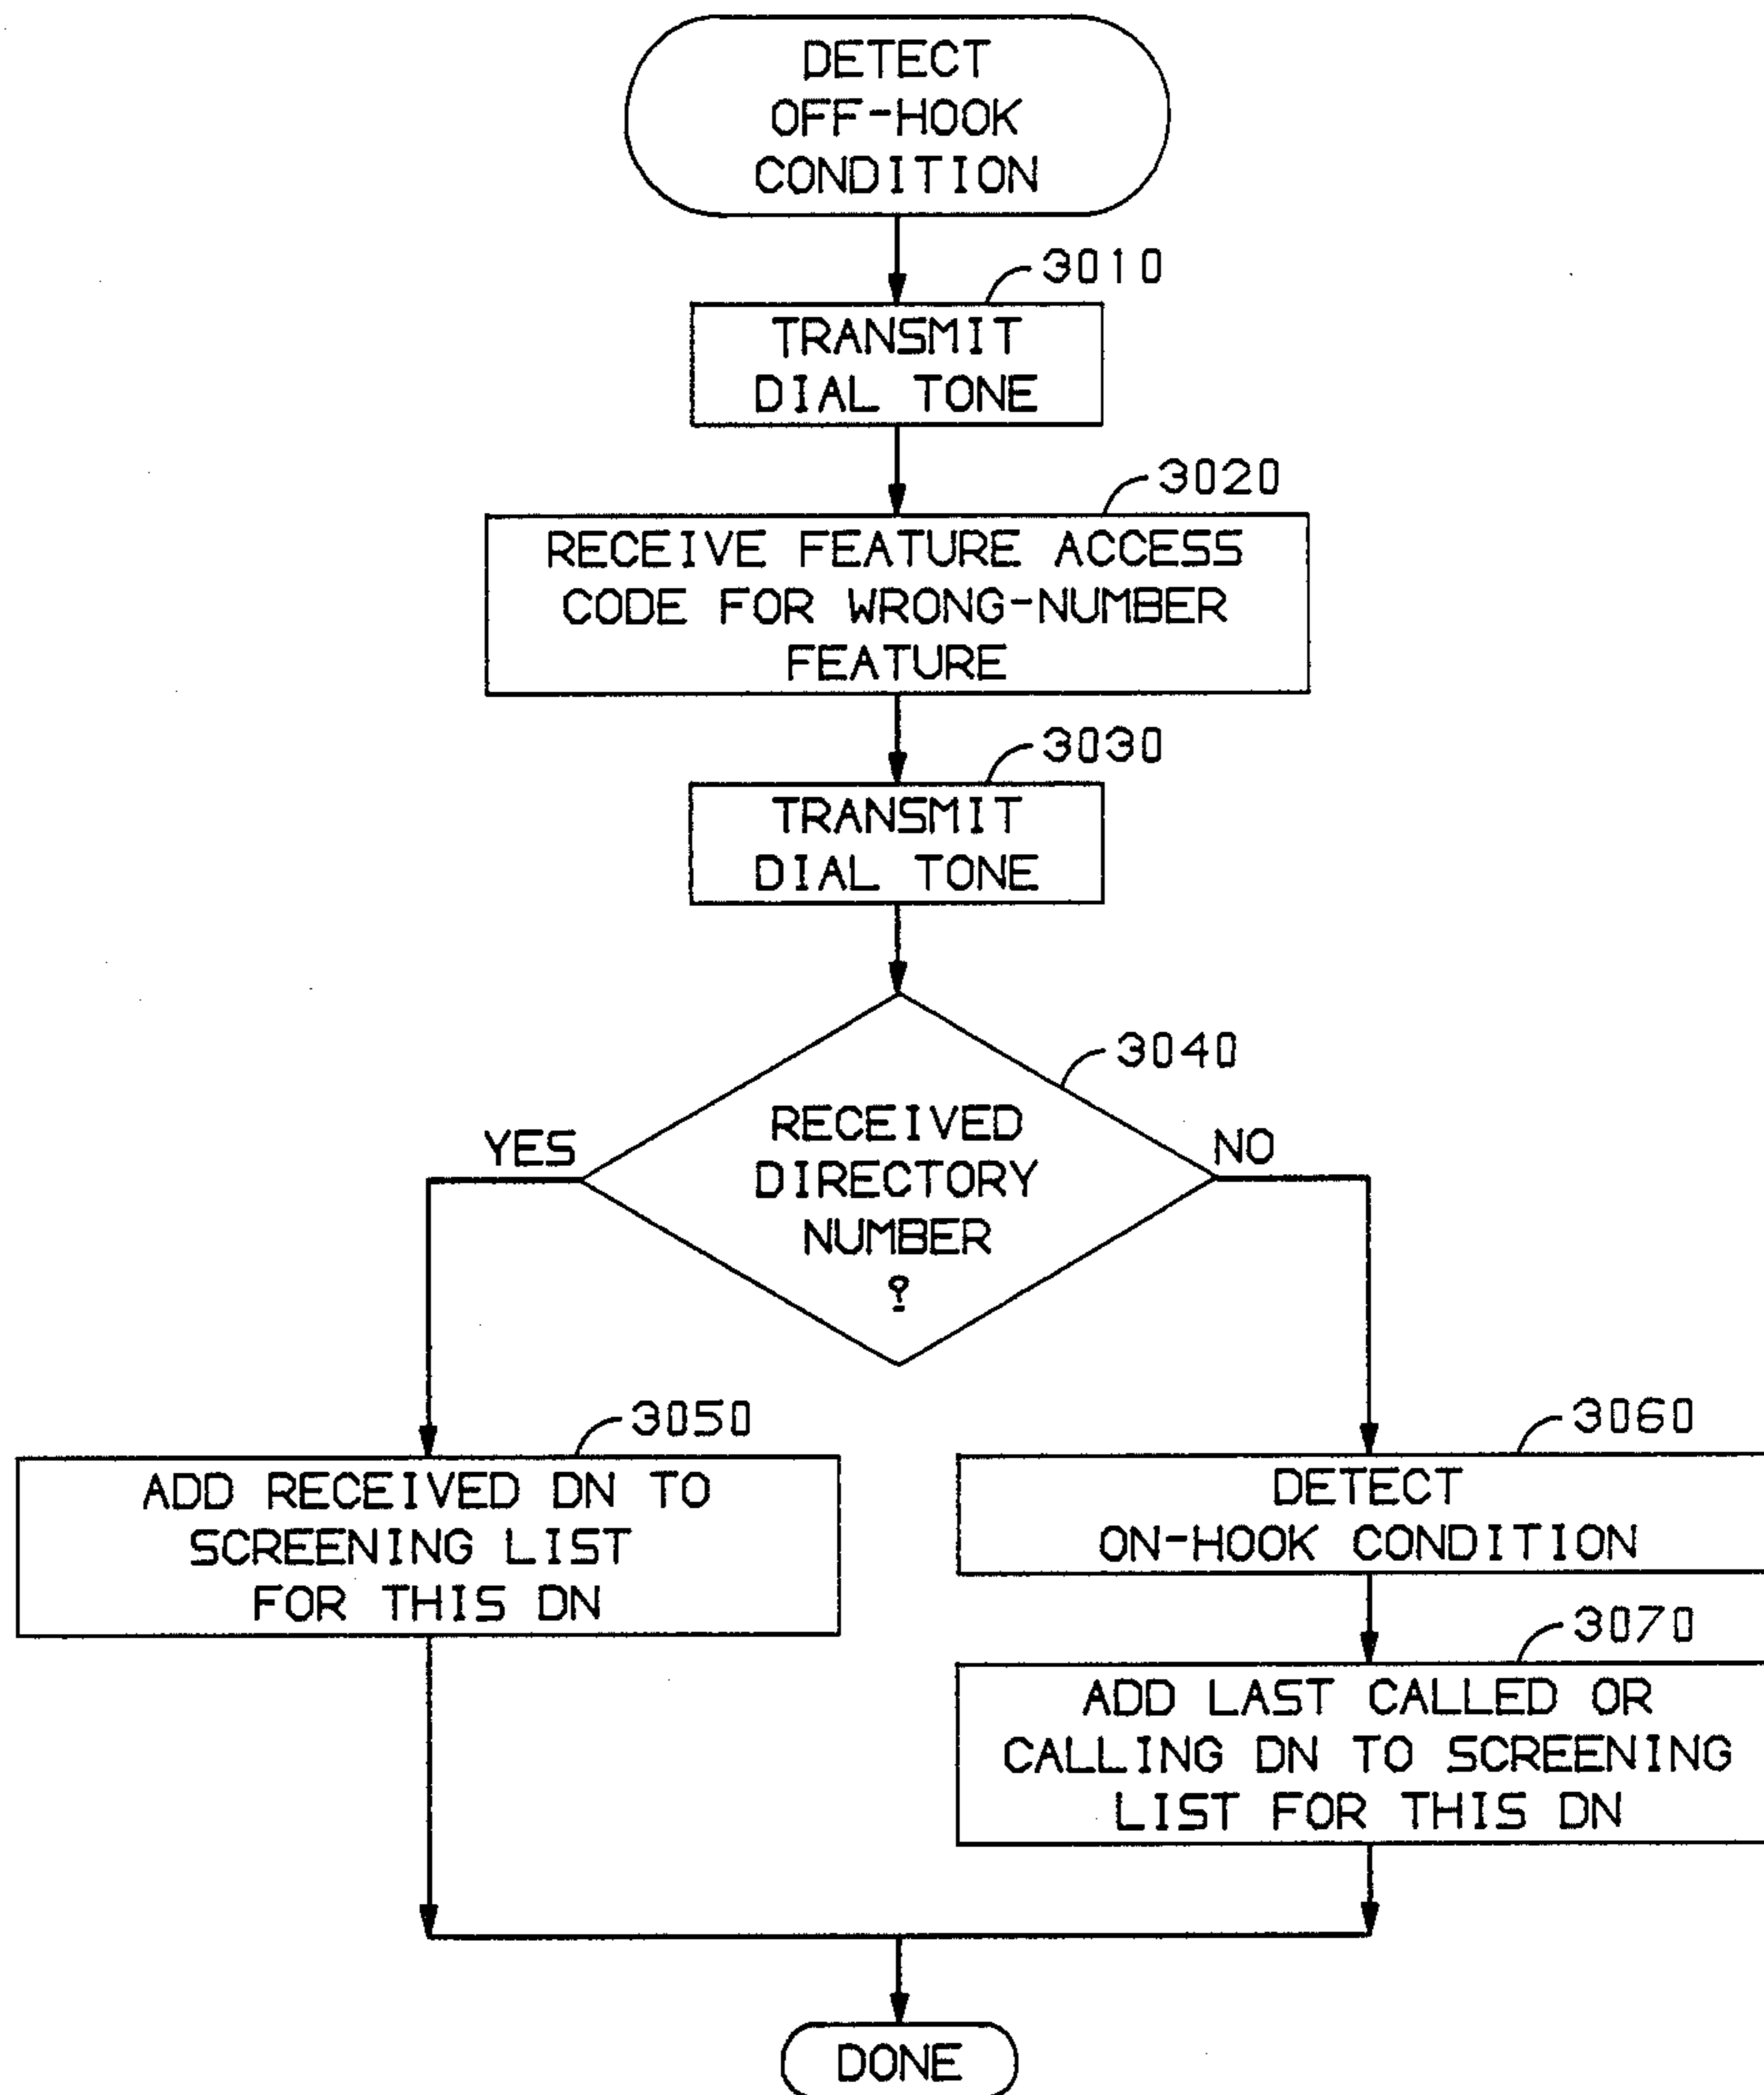 DETECT
OFF-HOOK
CONDITION
3010
TRANSMIT
DIAL TONE
3020
RECEIVE FEATURE ACCESS
CODE FOR WRONG-NUMBER
FEATURE
3030
TRANSMIT
DIAL TONE
3040
RECEIVED
DIRECTORY
NUMBER
?
YES
NO
3050
ADD RECEIVED DN TO
SCREENING LIST
FOR THIS DN
3060
DETECT
ON-HOOK CONDITION
3070
ADD LAST CALLED OR
CALLING DN TO SCREENING
LIST FOR THIS DN
DONE